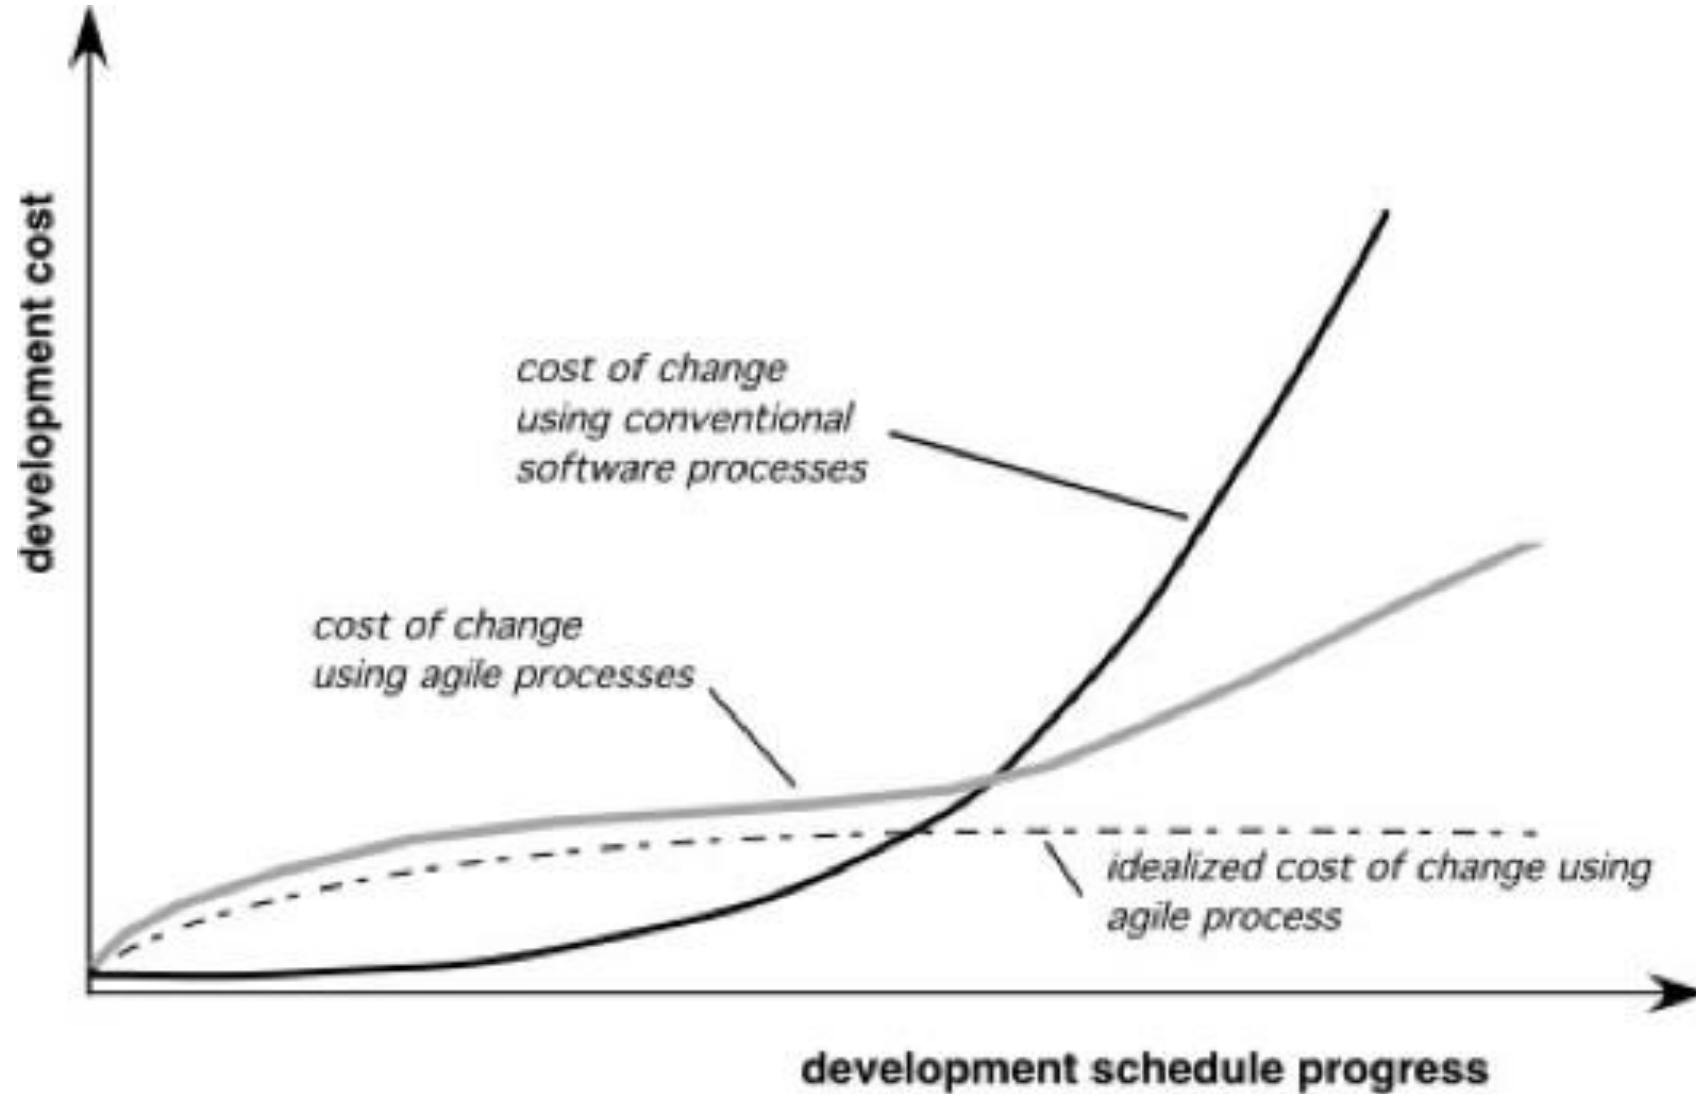 development cost
cost of change
using conventional
software processes
cost of change
using agile processes
idealized cost of change using
agile process
development schedule progress